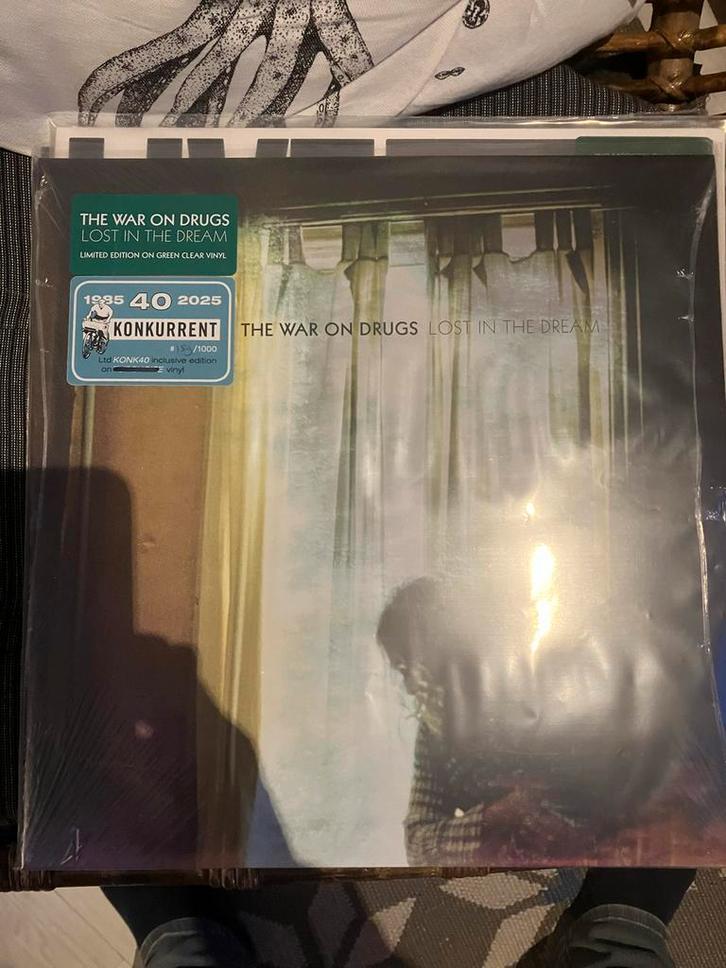 THE WAR ON DRUGS
LOST IN THE DREAM
LIMITED EDITION ON GREEN CLEAR VINYL
1985 40 2025
KONKURRENT
# /1000
Ltd KONK40 inclusive edition
on vinyl
THE WAR ON DRUGS LOST IN THE DREAM